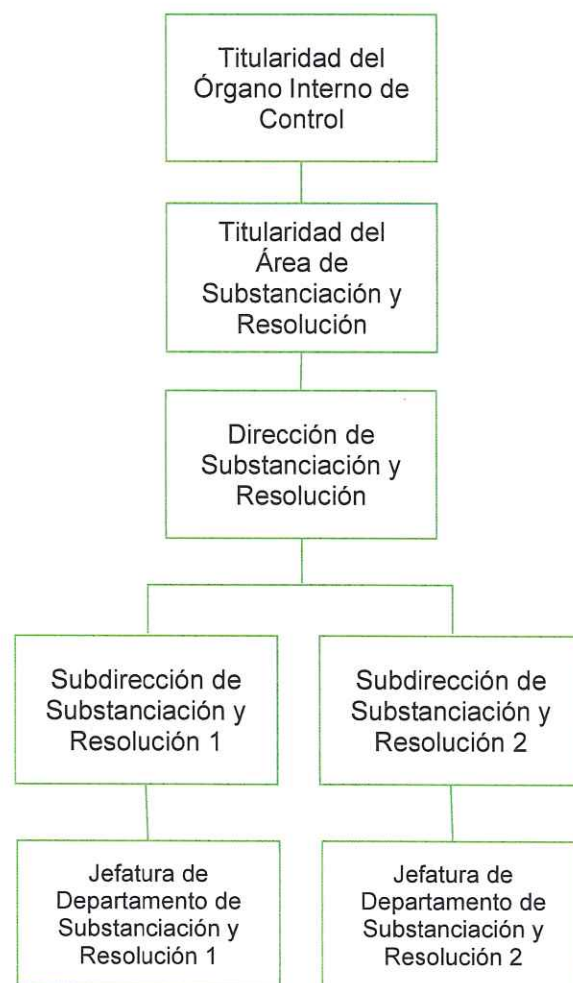 Titularidad del
Órgano Interno de
Control
Titularidad del
Área de
Substanciación y
Resolución
Dirección de
Substanciación y
Resolución
Subdirección de
Substanciación y
Resolución 1
Subdirección de
Substanciación y
Resolución 2
Jefatura de
Departamento de
Substanciación y
Resolución 1
Jefatura de
Departamento de
Substanciación y
Resolución 2